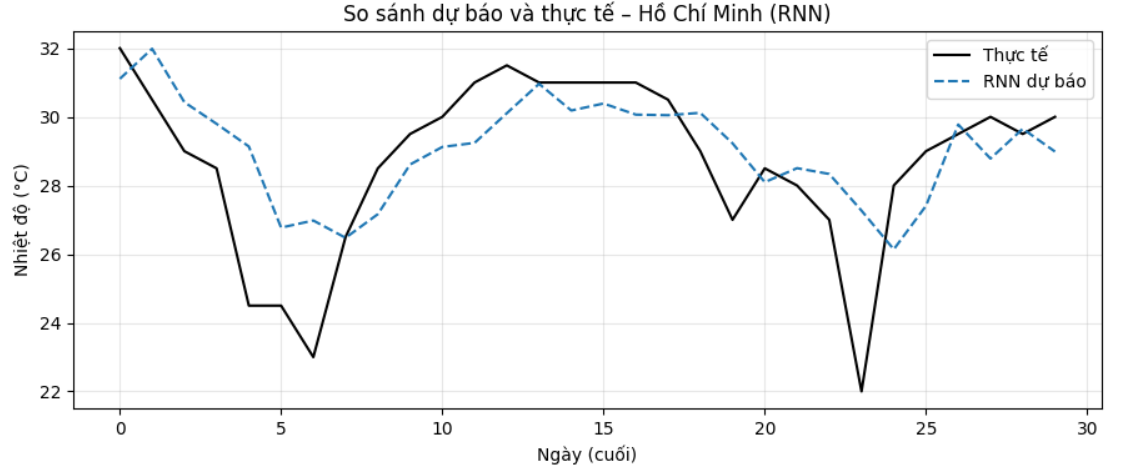 So sánh dự báo và thực tế – Hồ Chí Minh (RNN)
Thực tế
RNN dự báo
Nhiệt độ (°C)
32
30
28
26
24
22
0 5 10 15 20 25 30
Ngày (cuối)